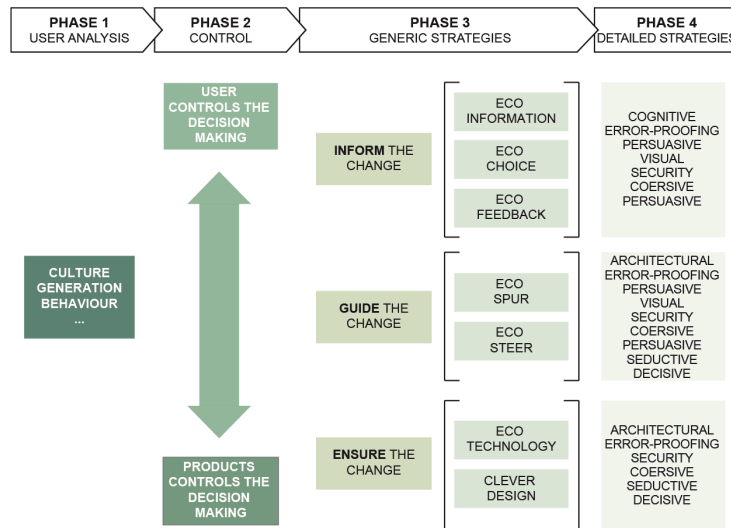 PHASE 1
USER ANALYSIS
PHASE 2
CONTROL
PHASE 3
GENERIC STRATEGIES
PHASE 4
DETAILED STRATEGIES
CULTURE
GENERATION
BEHAVIOUR
...
USER
CONTROLS THE
DECISION
MAKING
PRODUCTS
CONTROLS THE
DECISION
MAKING
INFORM THE
CHANGE
ECO
INFORMATION
ECO
CHOICE
ECO
FEEDBACK
COGNITIVE
ERROR-PROOFING
PERSUASIVE
VISUAL
SECURITY
COERSIVE
PERSUASIVE
GUIDE THE
CHANGE
ECO
SPUR
ECO
STEER
ARCHITECTURAL
ERROR-PROOFING
PERSUASIVE
VISUAL
SECURITY
COERSIVE
PERSUASIVE
SEDUCTIVE
DECISIVE
ENSURE THE
CHANGE
ECO
TECHNOLOGY
CLEVER
DESIGN
ARCHITECTURAL
ERROR-PROOFING
SECURITY
COERSIVE
SEDUCTIVE
DECISIVE